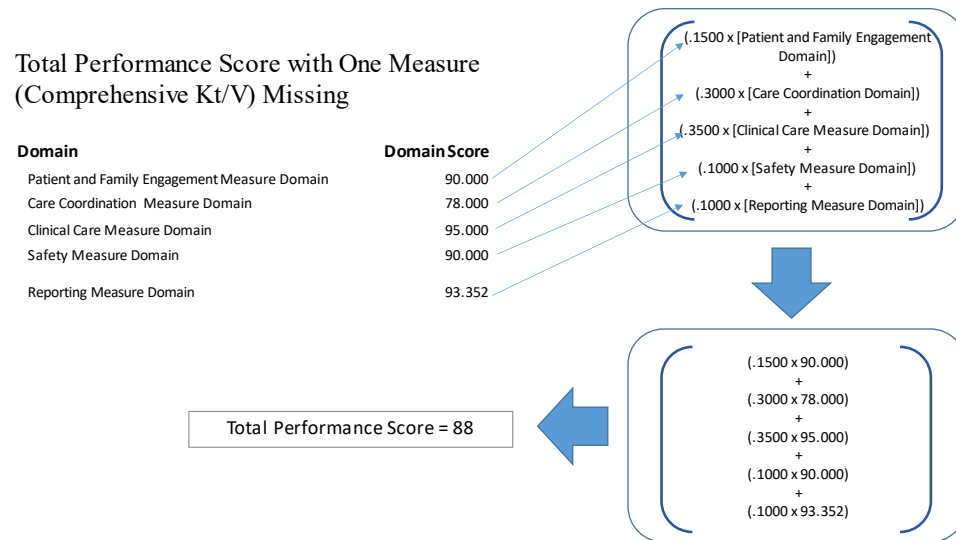 Total Performance Score with One Measure
(Comprehensive Kt/V) Missing
Domain Domain Score
Patient and Family Engagement Measure Domain 90.000
Care Coordination Measure Domain 78.000
Clinical Care Measure Domain 95.000
Safety Measure Domain 90.000
Reporting Measure Domain 93.352
(.1500 x [Patient and Family Engagement
Domain])
+
(.3000 x [Care Coordination Domain])
+
(.3500 x [Clinical Care Measure Domain])
+
(.1000 x [Safety Measure Domain])
+
(.1000 x [Reporting Measure Domain])
(.1500 x 90.000)
+
(.3000 x 78.000)
+
(.3500 x 95.000)
+
(.1000 x 90.000)
+
(.1000 x 93.352)
Total Performance Score = 88